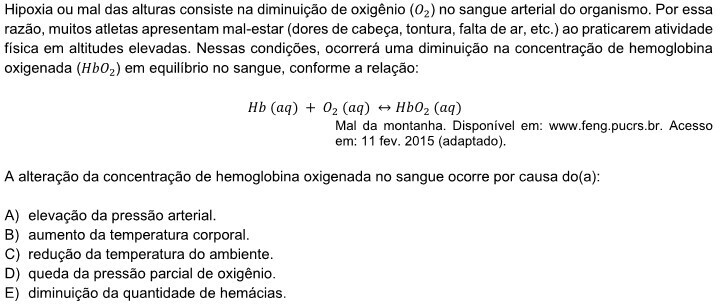 Hipoxia ou mal das alturas consiste na diminuição de oxigênio (O₂) no sangue arterial do organismo. Por essa
razão, muitos atletas apresentam mal-estar (dores de cabeça, tontura, falta de ar, etc.) ao praticarem atividade
física em altitudes elevadas. Nessas condições, ocorrerá uma diminuição na concentração de hemoglobina
oxigenada (HbO₂) em equilíbrio no sangue, conforme a relação:
Hb (aq) + O₂ (aq) ↔ HbO₂ (aq)
Mal da montanha. Disponível em: www.feng.pucrs.br. Acesso
em: 11 fev. 2015 (adaptado).
A alteração da concentração de hemoglobina oxigenada no sangue ocorre por causa do(a):
A) elevação da pressão arterial.
B) aumento da temperatura corporal.
C) redução da temperatura do ambiente.
D) queda da pressão parcial de oxigênio.
E) diminuição da quantidade de hemácias.